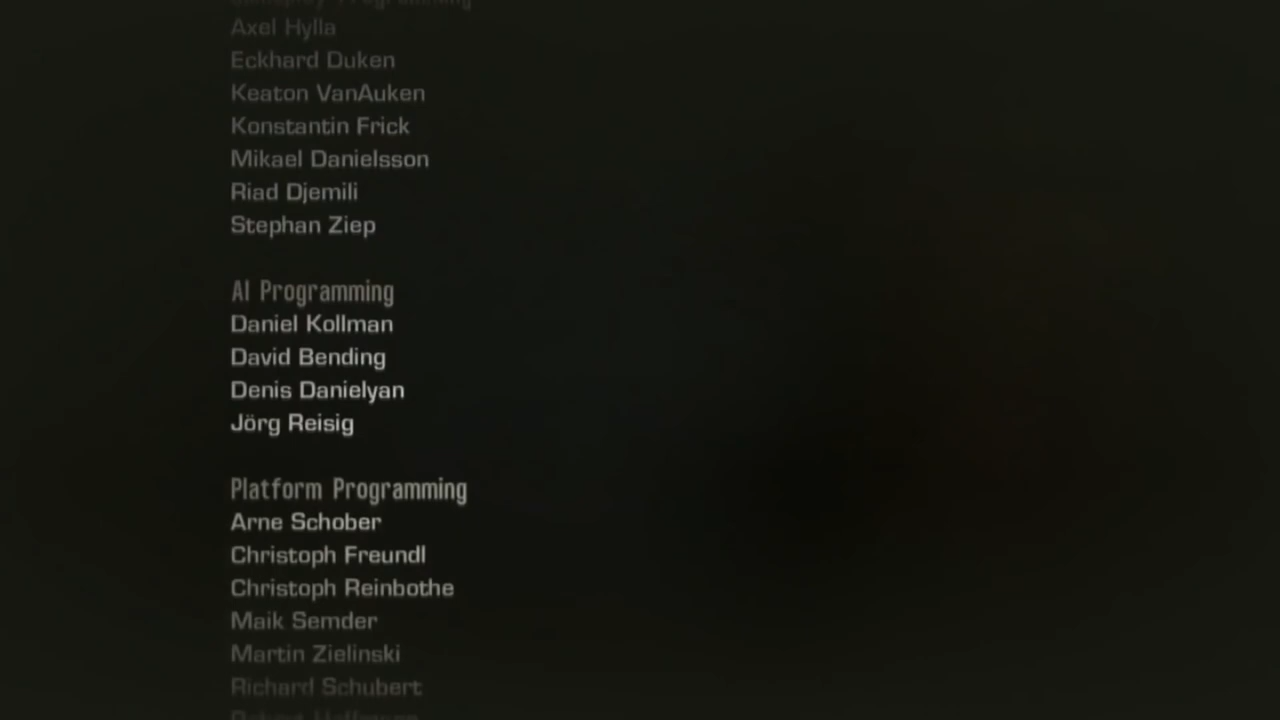 Axel Hylla
Eckhard Duken
Keaton VanAuken
Konstantin Frick
Mikael Danielsson
Riad Djemili
Stephan Ziep
AI Programming
Daniel Kollman
David Bending
Denis Danielyan
Jörg Reisig
Platform Programming
Arne Schober
Christoph Freundl
Christoph Reinbothe
Maik Semder
Martin Zielinski
Richard Schubert